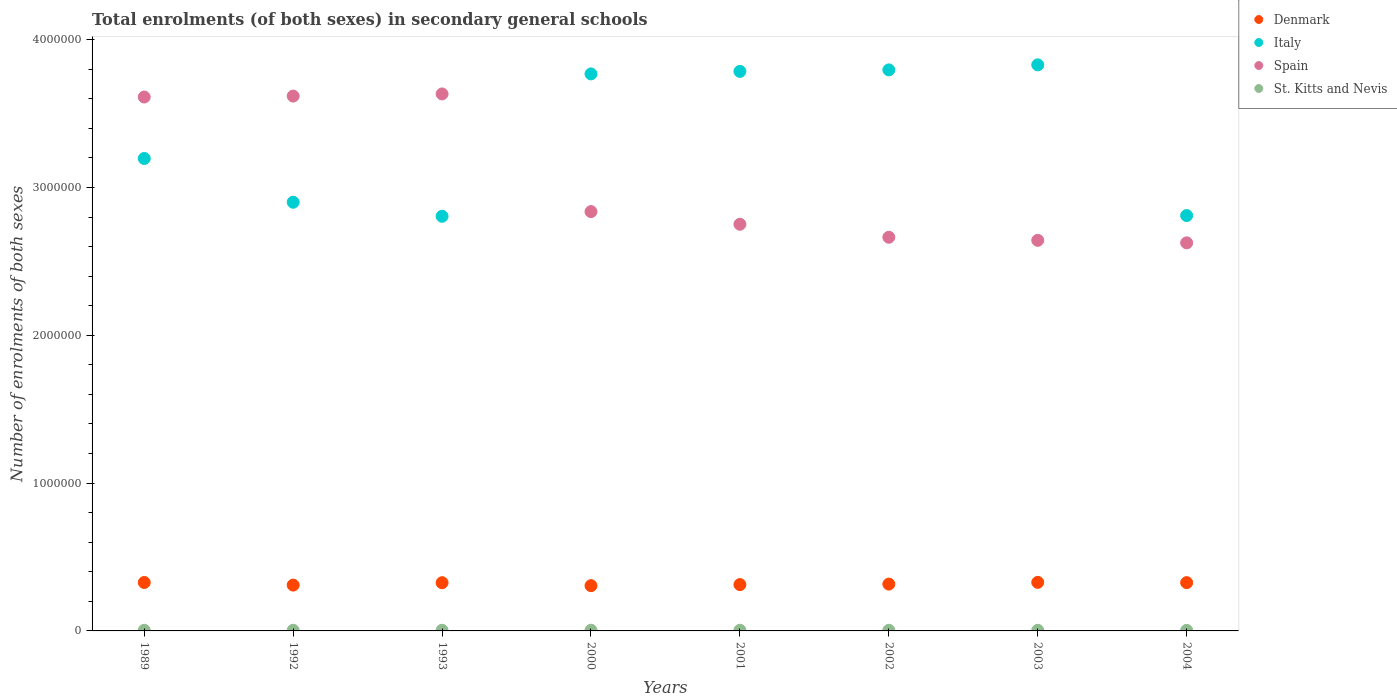 Total enrolments (of both sexes) in secondary general schools
Denmark
Italy
Spain
St. Kitts and Nevis
Number of enrolments of both sexes
4000000
3000000
2000000
1000000
0
1989
1992
1993
2000
2001
2002
2003
2004
Years